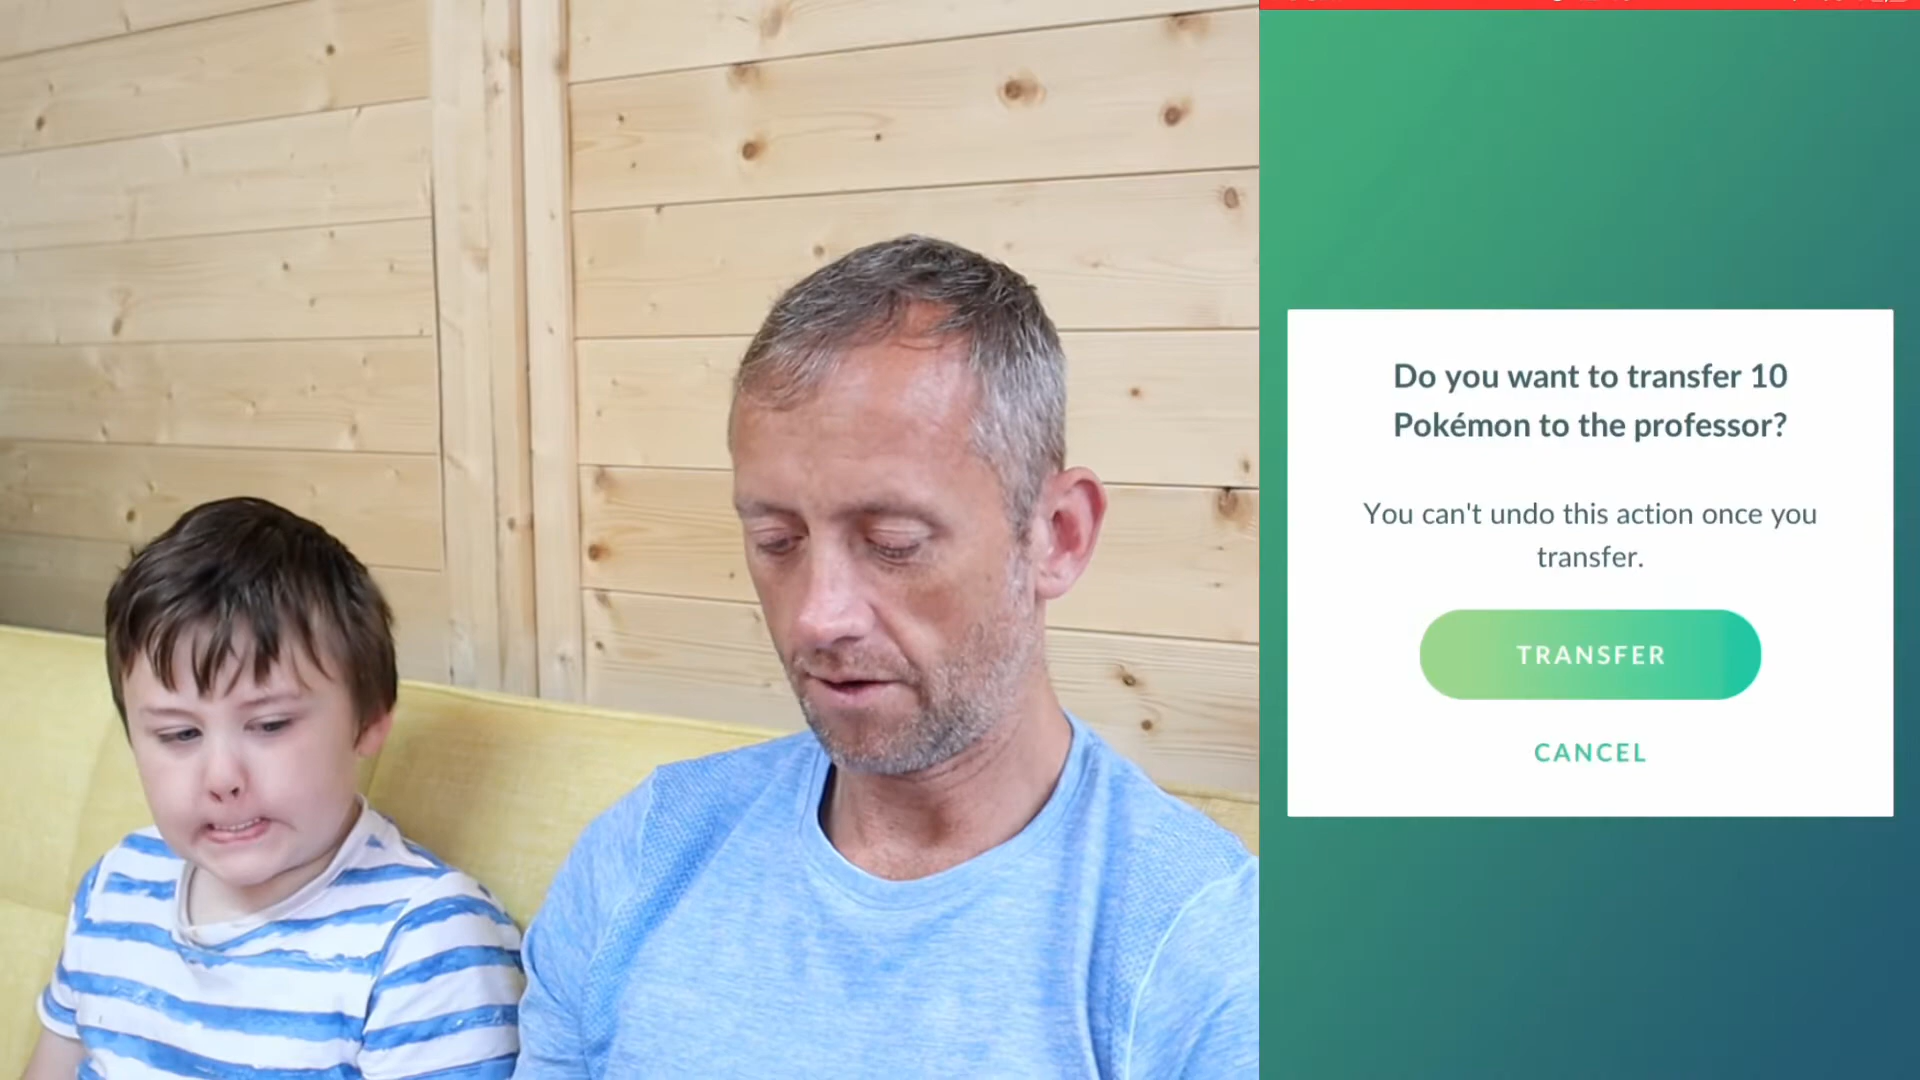 Do you want to transfer 10
Pokémon to the professor?
You can't undo this action once you
transfer.
TRANSFER
CANCEL